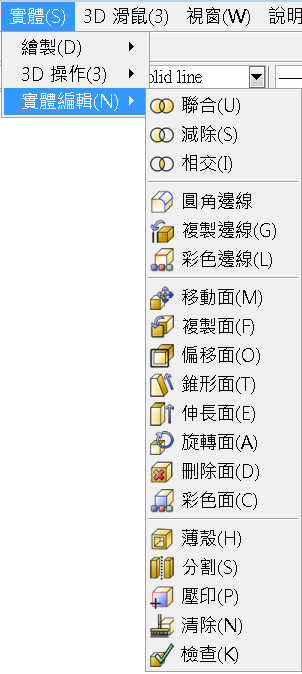 實體(S) 3D 滑鼠(3) 視窗(W) 說明
繪製(D)
3D 操作(3) olid line
實體編輯(N)
聯合(U)
減除(S)
相交(I)
圓角邊線
複製邊線(G)
彩色邊線(L)
移動面(M)
複製面(F)
偏移面(O)
錐形面(T)
伸長面(E)
旋轉面(A)
刪除面(D)
彩色面(C)
薄殼(H)
分割(S)
壓印(P)
清除(N)
檢查(K)